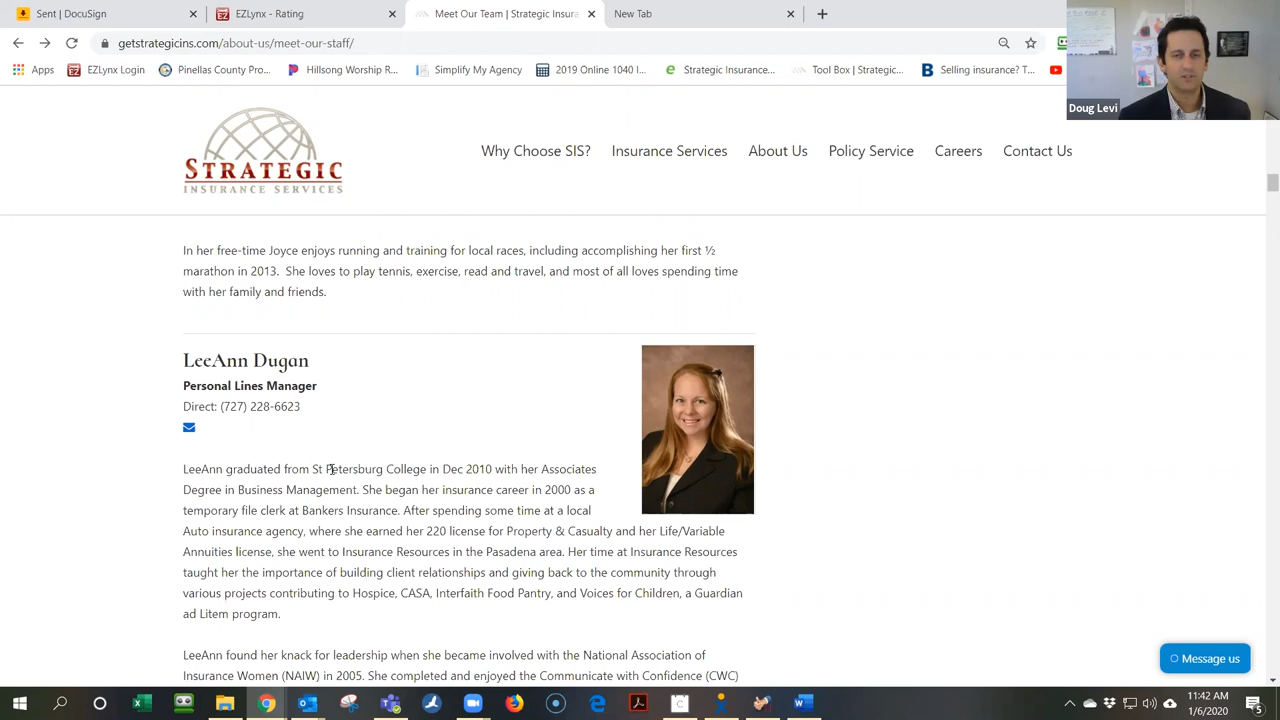 Sent | DocuSign
EZLynx - Rating
Meet Our Team | Strategic Insura
New Tab
getstrategicins.com/about-us/meet-our-staff/
Apps
EZLynx Login
Pinellas County Pro...
Hillsong Worship R...
Simplify My Agency
2019 Online 1040 I...
Strategic Insurance...
Tool Box | Strategic...
Selling insurance? T...
Doug Levi
STRATEGIC
INSURANCE SERVICES
Why Choose SIS?
Insurance Services
About Us
Policy Service
Careers
Contact Us
In her free-time Joyce enjoys running and training for local races, including accomplishing her first ½
marathon in 2013. She loves to play tennis, exercise, read and travel, and most of all loves spending time
with her family and friends.
LeeAnn Dugan
Personal Lines Manager
Direct: (727) 228-6623
LeeAnn graduated from St Petersburg College in Dec 2010 with her Associates
Degree in Business Management. She began her insurance career in 2000 as a
temporary file clerk at Bankers Insurance. After spending some time at a local
Auto insurance agency, where she earned her 220 license for Property & Casualty and her Life/Variable
Annuities license, she went to Insurance Resources in the Pasadena area. Her time at Insurance Resources
taught her the importance of building client relationships and giving back to the community through
various projects contributing to Hospice, CASA, Interfaith Food Pantry, and Voices for Children, a Guardian
ad Litem program.
LeeAnn found her knack for leadership when she become involved with the National Association of
Insurance Women (NAIW) in 2005. She completed and enjoyed the Communicate with Confidence (CWC)
Message us
11:42 AM
1/6/2020
5